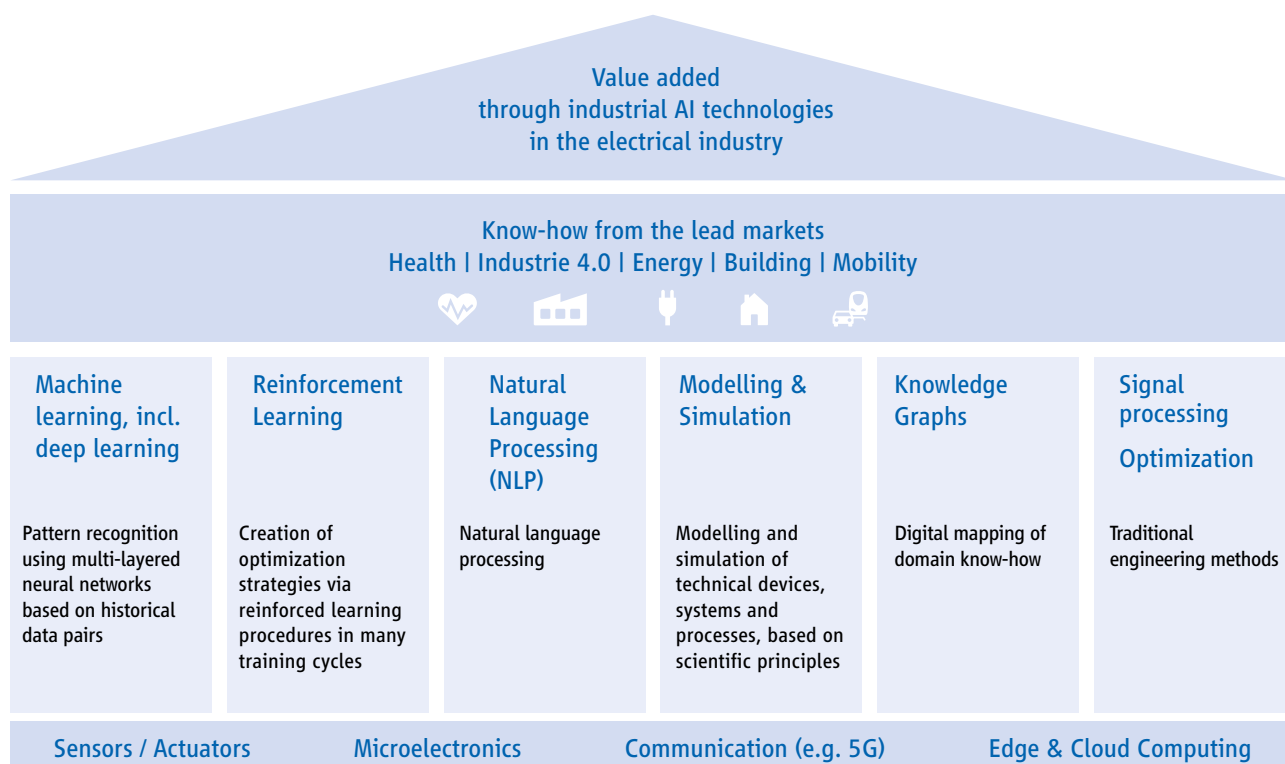 Value added
through industrial AI technologies
in the electrical industry
Know-how from the lead markets
Health | Industrie 4.0 | Energy | Building | Mobility
Machine
learning, incl.
deep learning
Pattern recognition
using multi-layered
neural networks
based on historical
data pairs
Reinforcement
Learning
Creation of
optimization
strategies via
reinforced learning
procedures in many
training cycles
Natural
Language
Processing
(NLP)
Natural language
processing
Modelling &
Simulation
Modelling and
simulation of
technical devices,
systems and
processes, based on
scientific principles
Knowledge
Graphs
Digital mapping of
domain know-how
Signal
processing
Optimization
Traditional
engineering methods
Sensors / Actuators
Microelectronics
Communication (e.g. 5G)
Edge & Cloud Computing